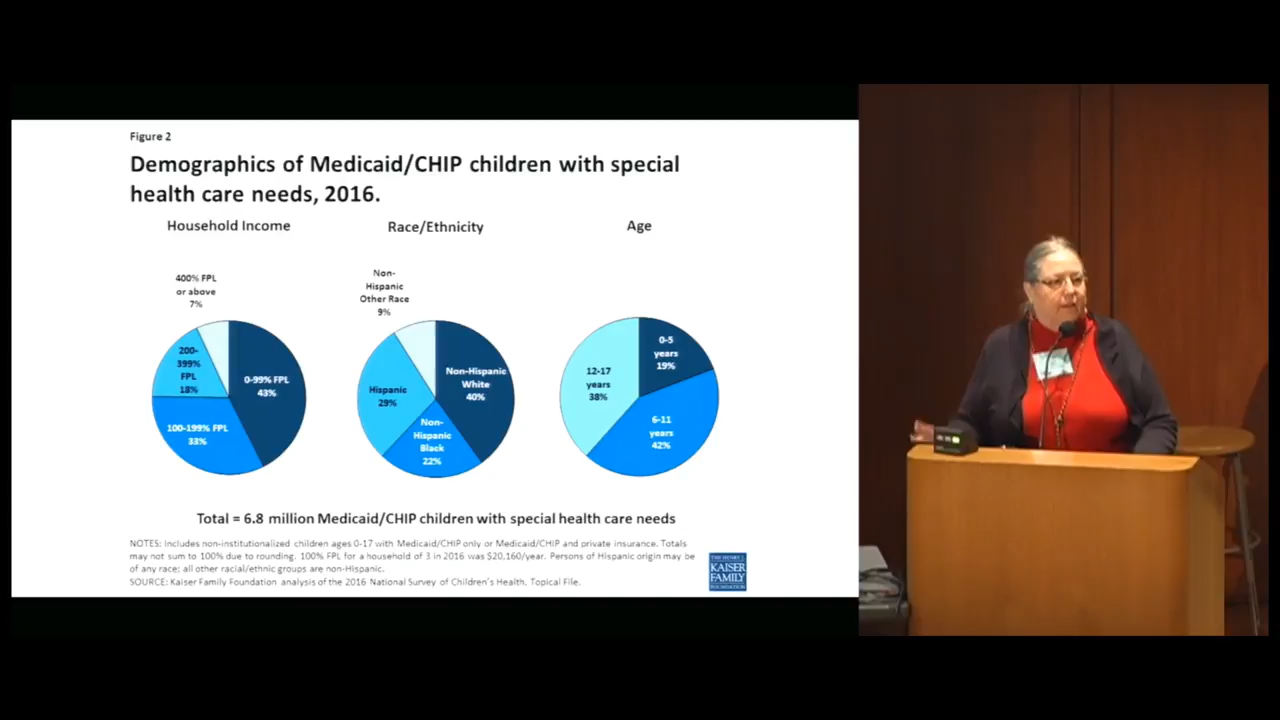 Figure 2
Demographics of Medicaid/CHIP children with special
health care needs, 2016.
Household Income
400% FPL
or above
7%
200-
399%
FPL
18%
0-99% FPL
43%
100-199% FPL
33%
Race/Ethnicity
Non-
Hispanic
Other Race
9%
Non-Hispanic
White
40%
Hispanic
29%
Non-
Hispanic
Black
22%
Age
0-5
years
19%
12-17
years
38%
6-11
years
42%
Total = 6.8 million Medicaid/CHIP children with special health care needs
NOTES: Includes non-institutionalized children ages 0-17 with Medicaid/CHIP only or Medicaid/CHIP and private insurance. Totals
may not sum to 100% due to rounding. 100% FPL for a household of 3 in 2016 was $20,160/year. Persons of Hispanic origin may be
of any race; all other racial/ethnic groups are non-Hispanic.
SOURCE: Kaiser Family Foundation analysis of the 2016 National Survey of Children's Health, Topical File.
THE HENRY J.
KAISER
FAMILY
FOUNDATION